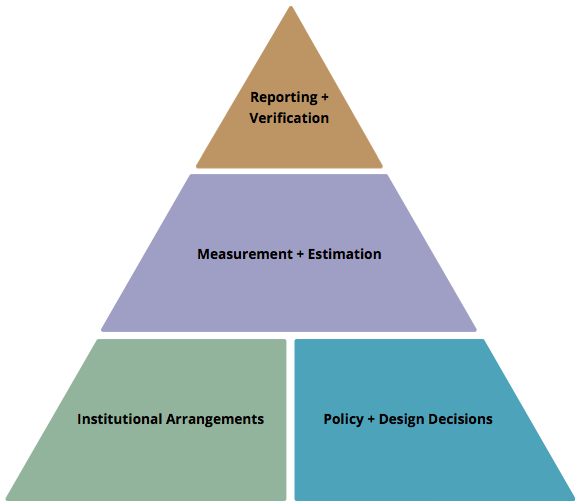 Reporting +
Verification
Measurement + Estimation
Institutional Arrangements
Policy + Design Decisions